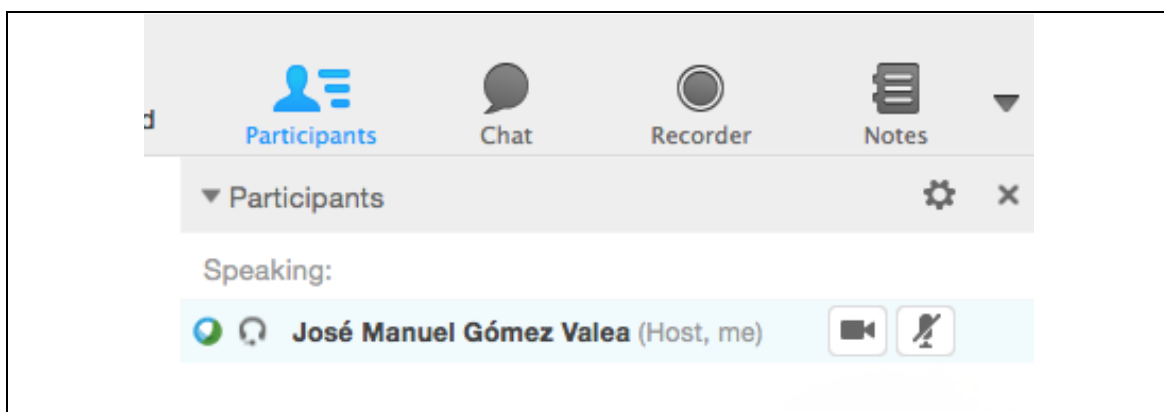 d
Participants
Chat
Recorder
Notes
Participants
Speaking:
José Manuel Gómez Valea (Host, me)